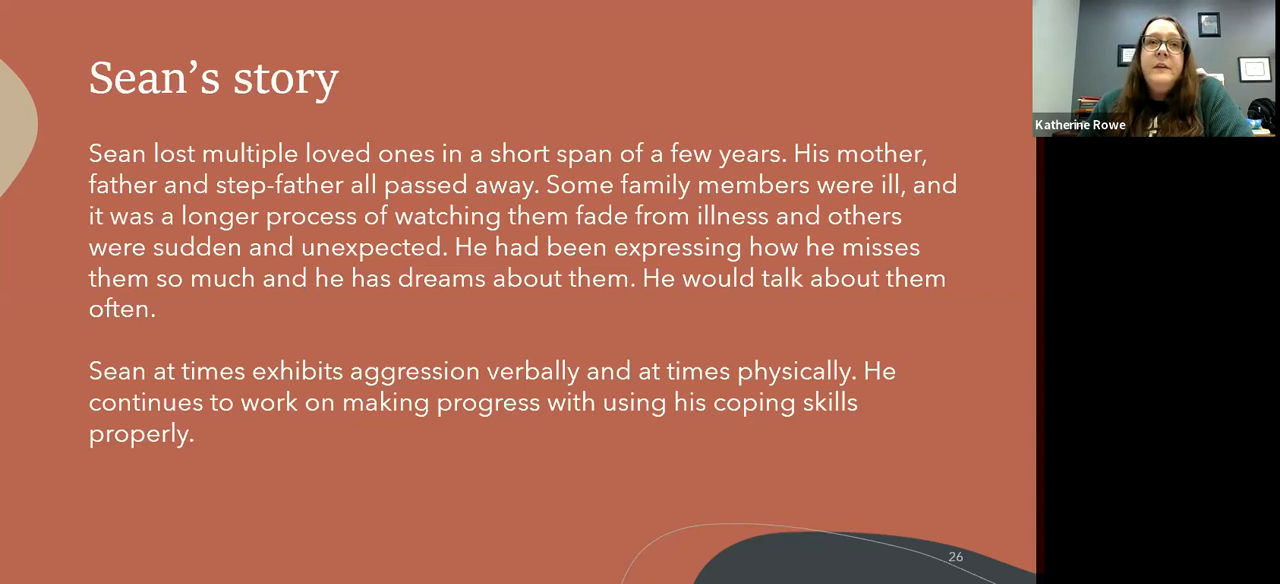 Sean's story
Sean lost multiple loved ones in a short span of a few years. His mother,
father and step-father all passed away. Some family members were ill, and
it was a longer process of watching them fade from illness and others
were sudden and unexpected. He had been expressing how he misses
them so much and he has dreams about them. He would talk about them
often.
Sean at times exhibits aggression verbally and at times physically. He
continues to work on making progress with using his coping skills
properly.
26
Katherine Rowe